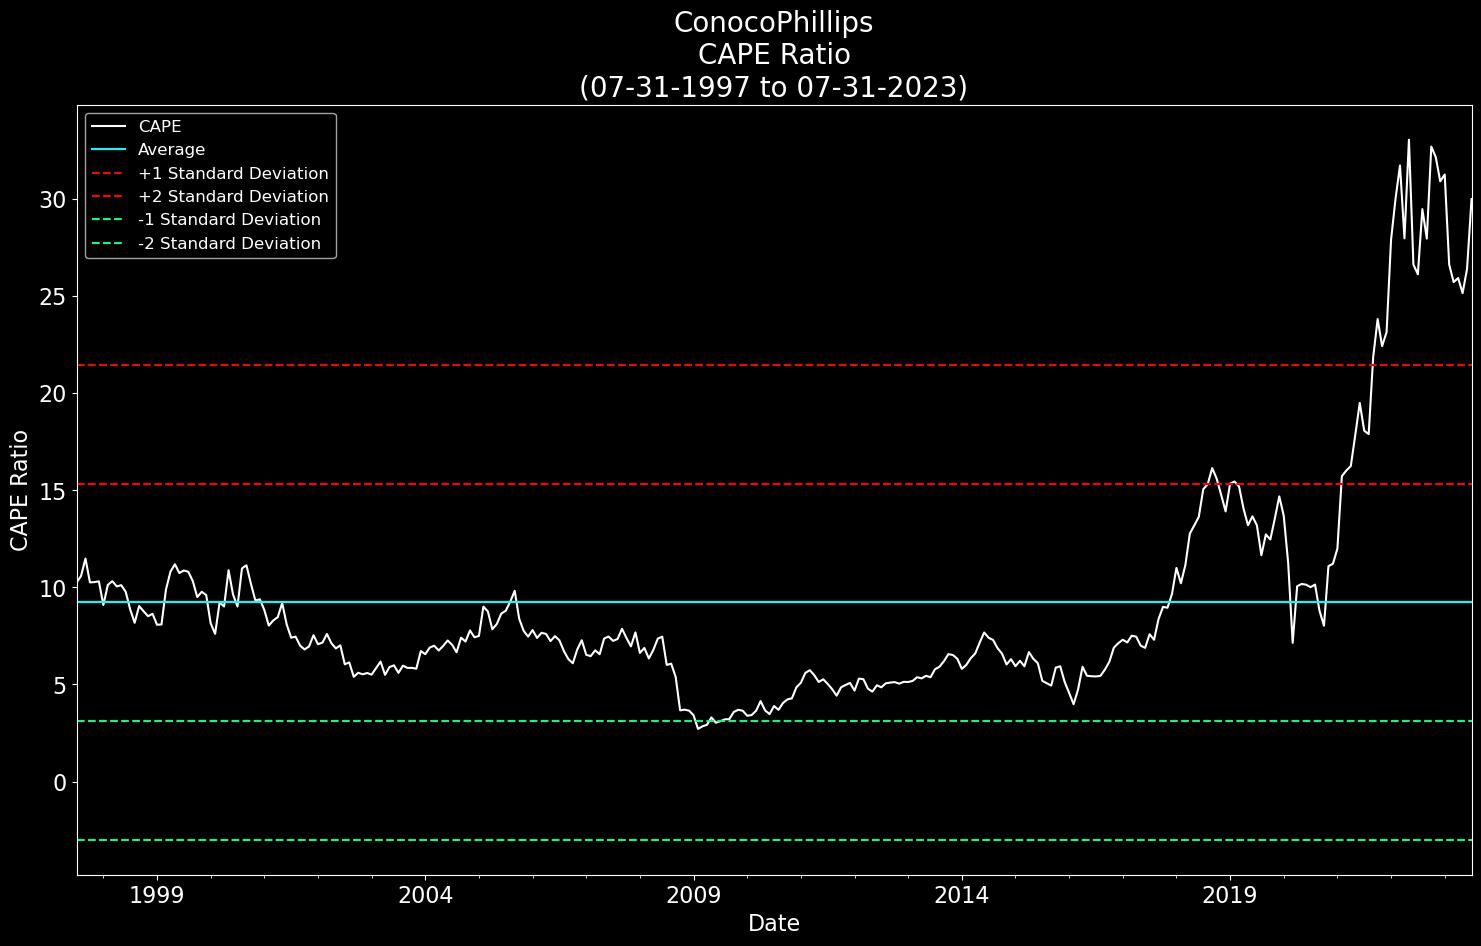 ConocoPhillips
CAPE Ratio
(07-31-1997 to 07-31-2023)
CAPE
Average
+1 Standard Deviation
+2 Standard Deviation
-1 Standard Deviation
-2 Standard Deviation
CAPE Ratio
30
25
20
15
10
5
0
1999 2004 2009 2014 2019
Date